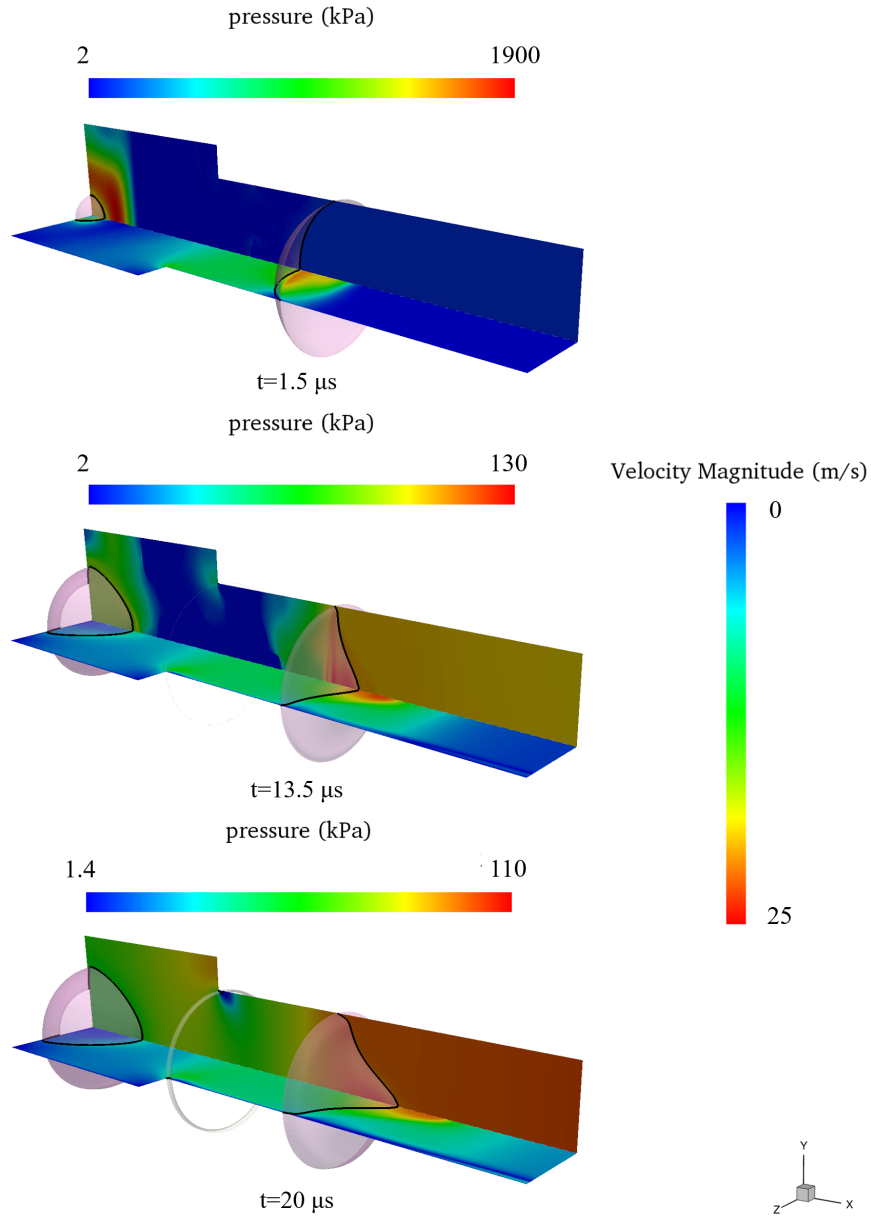 pressure (kPa)
2 1900
t=1.5 μs
pressure (kPa)
2 130
Velocity Magnitude (m/s)
0
t=13.5 μs
pressure (kPa)
1.4 110
25
t=20 μs
Y
Z X